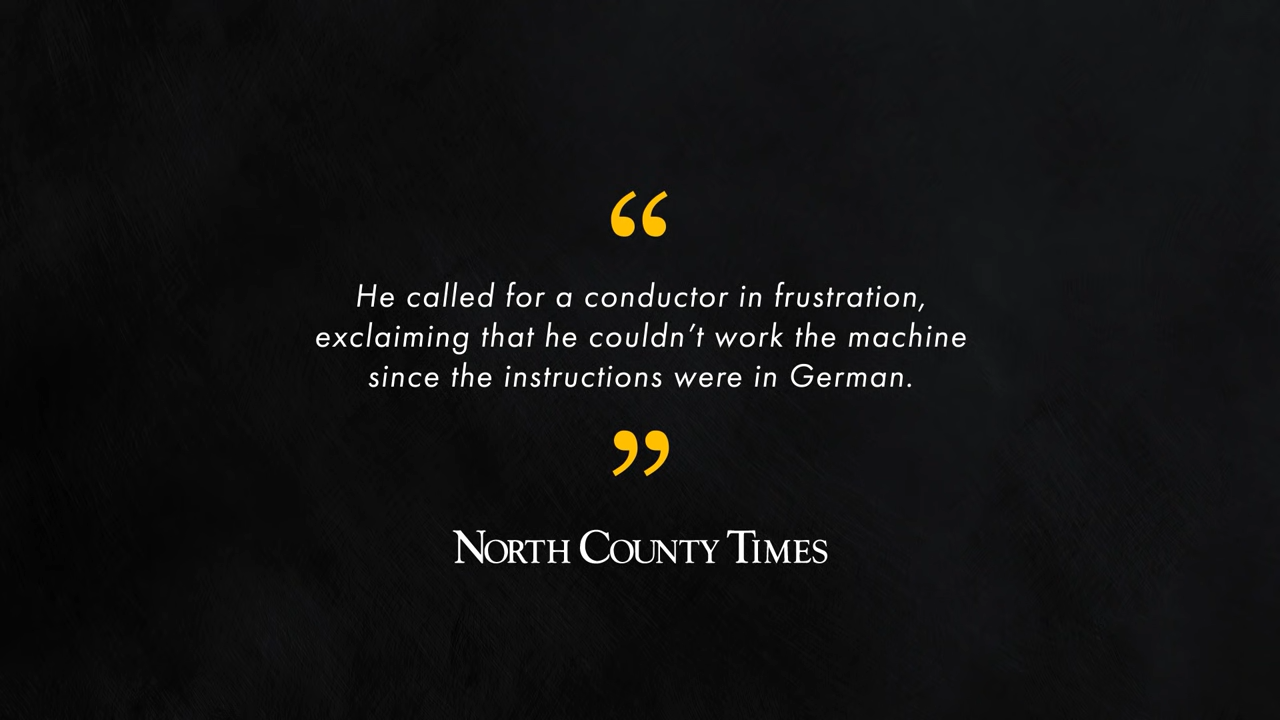 “
He called for a conductor in frustration,
exclaiming that he couldn’t work the machine
since the instructions were in German.
”
North County Times